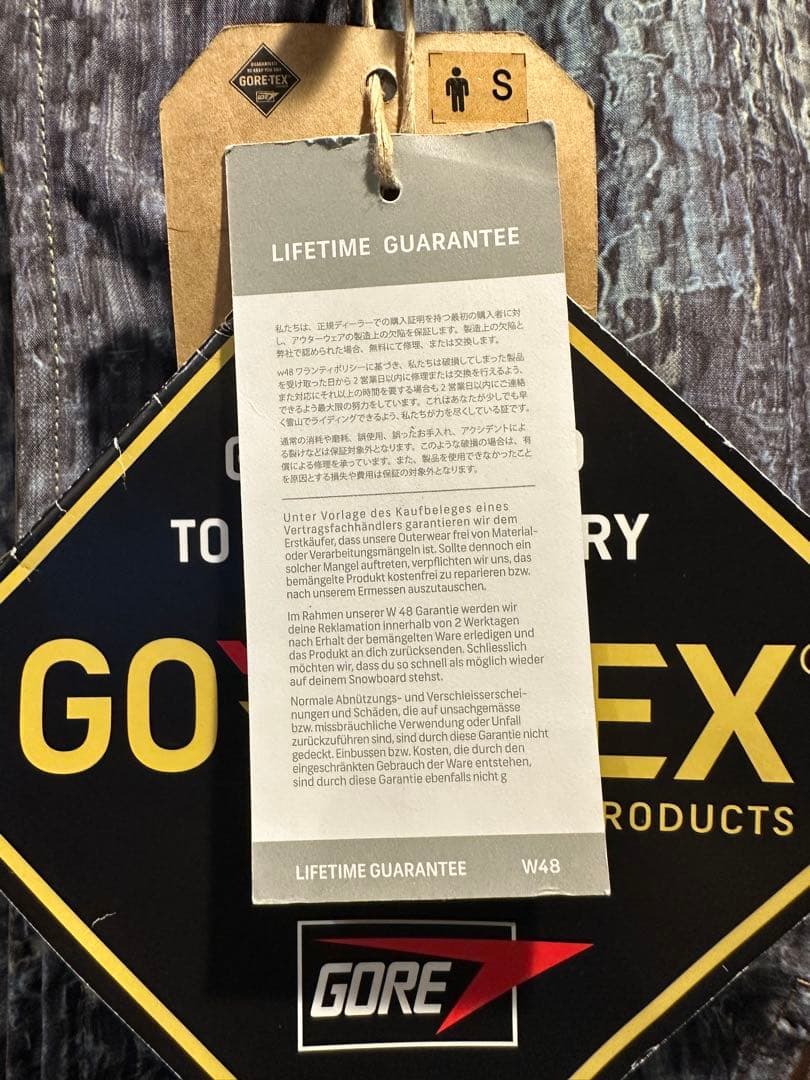 GUARANTEED
TO KEEP YOU DRY
GORE-TEX®
GORE
S
LIFETIME GUARANTEE
私たちは、正規ディーラーでの購入証明を持つ最初の購入者に対
し、アウターウェアの製造上の欠陥を保証します。製造上の欠陥と
弊社で認められた場合、無料にて修理、または交換します。
w48 ワランティポリシーに基づき、私たちは破損してしまった製品
を受け取った日から 2 営業日以内に修理または交換を行えるよう、
また対応にそれ以上の時間を要する場合も 2 営業日以内にご連絡
できるよう最大限の努力をしています。これはあなたが少しでも早
く雪山でライディングできるよう、私たちが力を尽くしている証です。
通常の消耗や磨耗、誤使用、誤ったお手入れ、アクシデントによ
る裂けなどは保証対象外となります。このような破損の場合は、有
償による修理を承っています。また、製品を使用できなかったこと
を原因とする損失や費用は保証の対象外となります。
Unter Vorlage des Kaufbeleges eines
Vertragsfachhändlers garantieren wir dem
Erstkäufer, dass unsere Outerwear frei von Material-
oder Verarbeitungsmängeln ist. Sollte dennoch ein
solcher Mangel auftreten, verpflichten wir uns, das
bemängelte Produkt kostenfrei zu reparieren bzw.
nach unserem Ermessen auszutauschen.
Im Rahmen unserer W 48 Garantie werden wir
deine Reklamation innerhalb von 2 Werktagen
nach Erhalt der bemängelten Ware erledigen und
das Produkt an dich zurücksenden. Schliesslich
möchten wir, dass du so schnell als möglich wieder
auf deinem Snowboard stehst.
Normale Abnützungs- und Verschleisserschei-
nungen und Schäden, die auf unsachgemässe
bzw. missbräuchliche Verwendung oder Unfall
zurückzuführen sind, sind durch diese Garantie nicht
gedeckt. Einbussen bzw. Kosten, die durch den
eingeschränkten Gebrauch der Ware entstehen,
sind durch diese Garantie ebenfalls nicht g
LIFETIME GUARANTEE W48
TO RY
GO EX®
RODUCTS
GORE